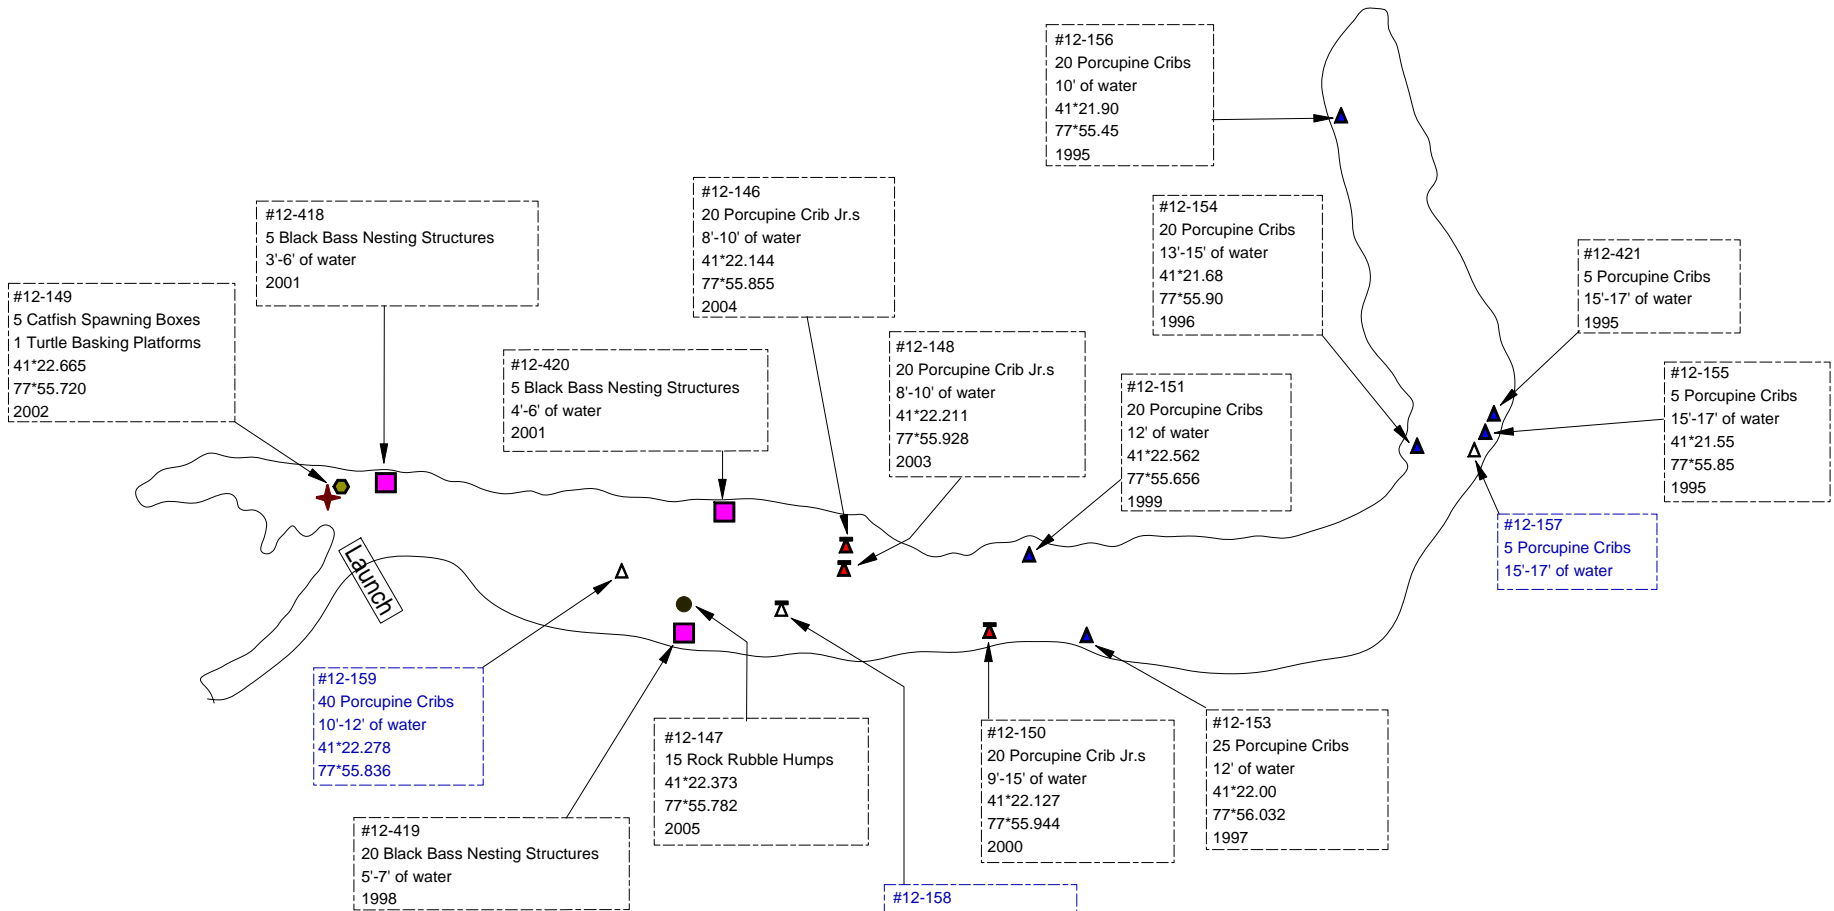 #12-156
20 Porcupine Cribs
10' of water
41*21.90
77*55.45
1995
#12-146
20 Porcupine Crib Jr.s
8'-10' of water
41*22.144
77*55.855
2004
#12-154
20 Porcupine Cribs
13'-15' of water
41*21.68
77*55.90
1996
#12-418
5 Black Bass Nesting Structures
3'-6' of water
2001
#12-421
5 Porcupine Cribs
15'-17' of water
1995
#12-149
5 Catfish Spawning Boxes
1 Turtle Basking Platforms
41*22.665
77*55.720
2002
#12-420
5 Black Bass Nesting Structures
4'-6' of water
2001
#12-148
20 Porcupine Crib Jr.s
8'-10' of water
41*22.211
77*55.928
2003
#12-151
20 Porcupine Cribs
12' of water
41*22.562
77*55.656
1999
#12-155
5 Porcupine Cribs
15'-17' of water
41*21.55
77*55.85
1995
#12-157
5 Porcupine Cribs
15'-17' of water
Launch
#12-159
40 Porcupine Cribs
10'-12' of water
41*22.278
77*55.836
#12-147
15 Rock Rubble Humps
41*22.373
77*55.782
2005
#12-150
20 Porcupine Crib Jr.s
9'-15' of water
41*22.127
77*55.944
2000
#12-153
25 Porcupine Cribs
12' of water
41*22.00
77*56.032
1997
#12-419
20 Black Bass Nesting Structures
5'-7' of water
1998
#12-158